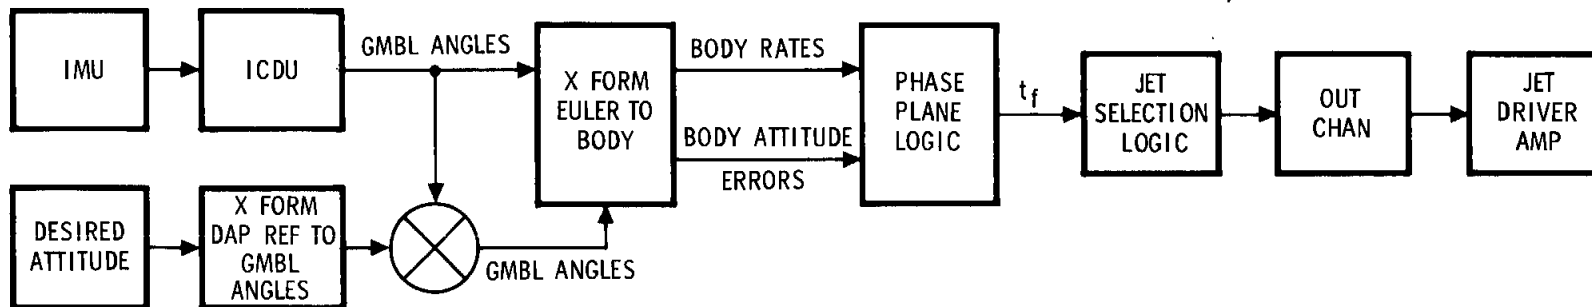 IMU
ICDU
GMBL ANGLES
X FORM
EULER TO
BODY
BODY RATES
BODY ATTITUDE
ERRORS
PHASE
PLANE
LOGIC
t_f
JET
SELECTION
LOGIC
OUT
CHAN
JET
DRIVER
AMP
DESIRED
ATTITUDE
X FORM
DAP REF TO
GMBL
ANGLES
GMBL ANGLES